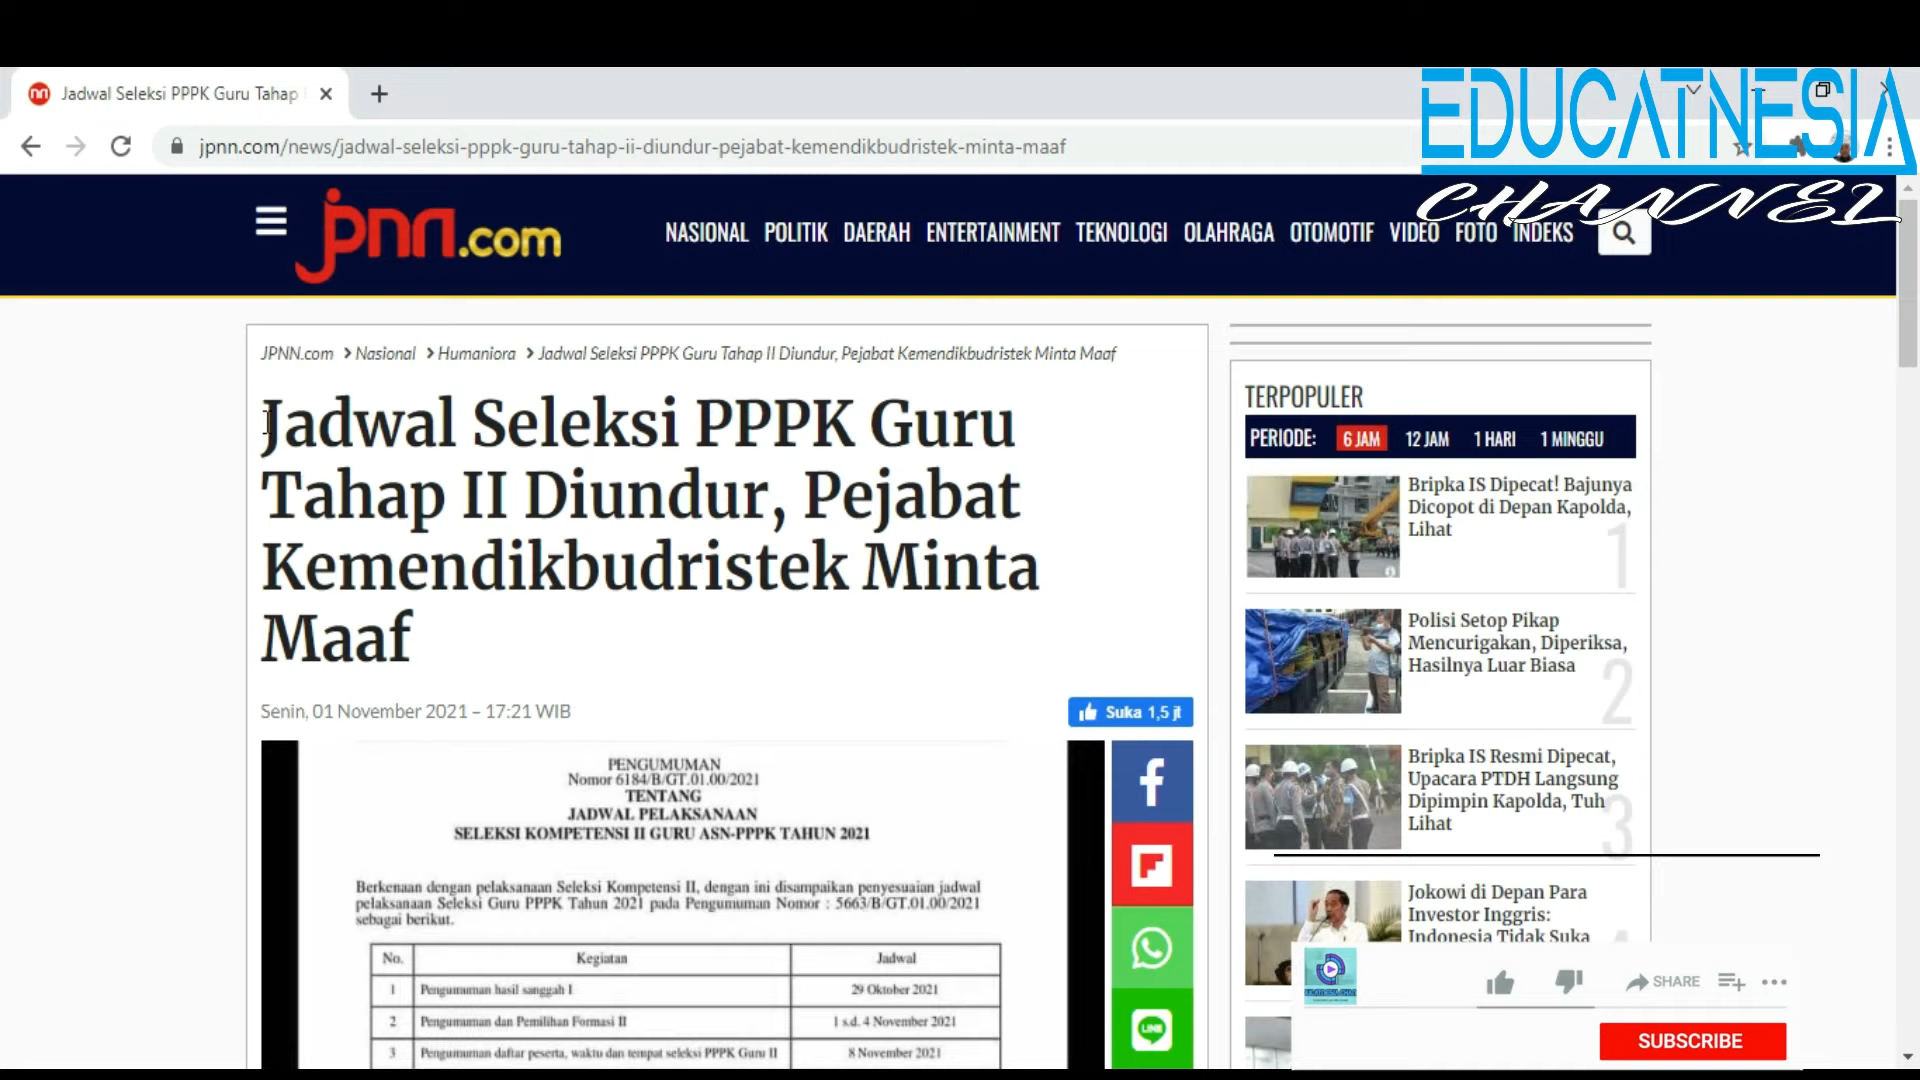 Jadwal Seleksi PPPK Guru Tahap
EDUCATNESIA
CHANNEL
jpnn.com/news/jadwal-seleksi-pppk-guru-tahap-ii-diundur-pejabat-kemendikbudristek-minta-maaf
jpnn.com
NASIONAL POLITIK DAERAH ENTERTAINMENT TEKNOLOGI OLAHRAGA OTOMOTIF VIDEO FOTO INDEKS
JPNN.com > Nasional > Humaniora > Jadwal Seleksi PPPK Guru Tahap II Diundur, Pejabat Kemendikbudristek Minta Maaf
Jadwal Seleksi PPPK Guru
Tahap II Diundur, Pejabat
Kemendikbudristek Minta
Maaf
Senin, 01 November 2021 – 17:21 WIB
Suka 1,5 jt
PENGUMUMAN
Nomor 6184/B/GT.01.00/2021
TENTANG
JADWAL PELAKSANAAN
SELEKSI KOMPETENSI II GURU ASN-PPPK TAHUN 2021
Berkenaan dengan pelaksanaan Seleksi Kompetensi II, dengan ini disampaikan penyesuaian jadwal
pelaksanaan Seleksi Guru PPPK Tahun 2021 pada Pengumuman Nomor : 5663/B/GT.01.00/2021
sebagai berikut.
No. Kegiatan Jadwal
1 Pengumuman hasil sanggah I 29 Oktober 2021
2 Pengumuman dan Pemilihan Formasi II 1 s.d. 4 November 2021
3 Pengumuman daftar peserta, waktu dan tempat seleksi PPPK Guru II 8 November 2021
LINE
TERPOPULER
PERIODE: 6 JAM 12 JAM 1 HARI 1 MINGGU
Bripka IS Dipecat! Bajunya
Dicopot di Depan Kapolda,
Lihat
1
Polisi Setop Pikap
Mencurigakan, Diperiksa,
Hasilnya Luar Biasa
2
Bripka IS Resmi Dipecat,
Upacara PTDH Langsung
Dipimpin Kapolda, Tuh
Lihat
3
Jokowi di Depan Para
Investor Inggris:
Indonesia Tidak Suka
SHARE
SUBSCRIBE